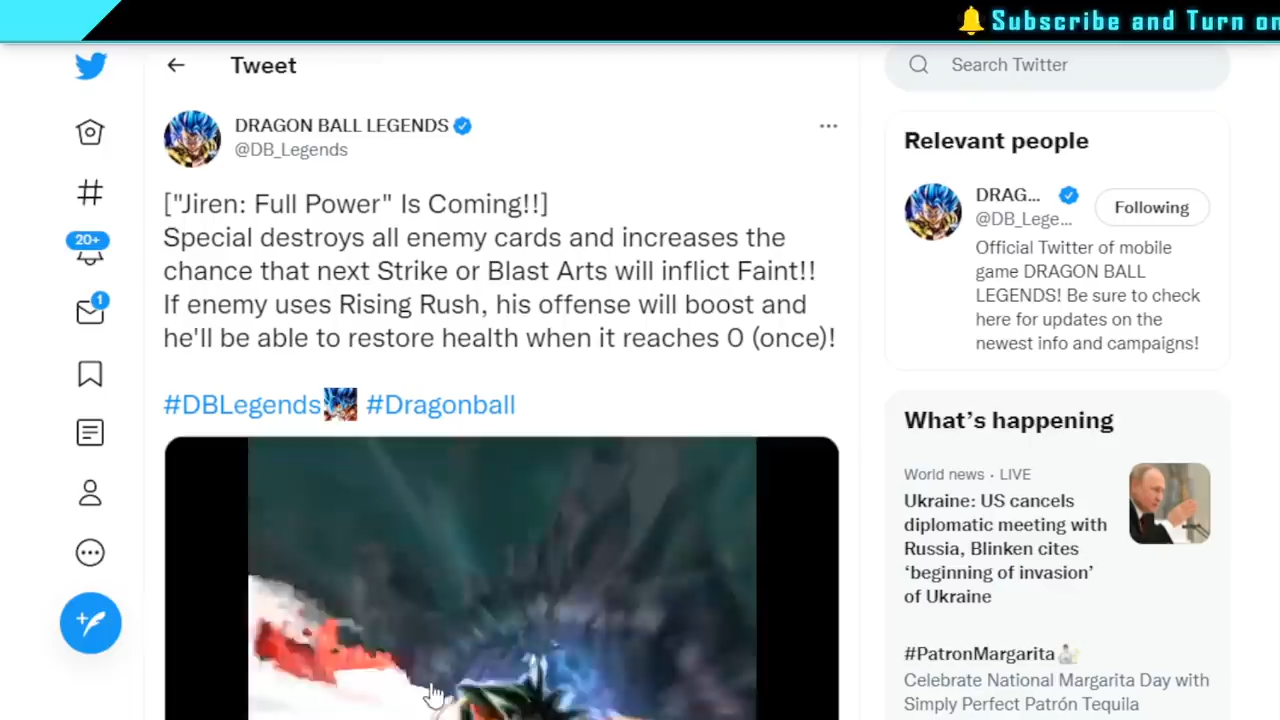 Subscribe and Turn on
Tweet
Search Twitter
DRAGON BALL LEGENDS
@DB_Legends
["Jiren: Full Power" Is Coming!!]
Special destroys all enemy cards and increases the
chance that next Strike or Blast Arts will inflict Faint!!
If enemy uses Rising Rush, his offense will boost and
he'll be able to restore health when it reaches 0 (once)!
#DBLegends #Dragonball
20+
1
Relevant people
DRAG...
@DB_Lege...
Following
Official Twitter of mobile
game DRAGON BALL
LEGENDS! Be sure to check
here for updates on the
newest info and campaigns!
What's happening
World news · LIVE
Ukraine: US cancels
diplomatic meeting with
Russia, Blinken cites
‘beginning of invasion’
of Ukraine
#PatronMargarita
Celebrate National Margarita Day with
Simply Perfect Patrón Tequila